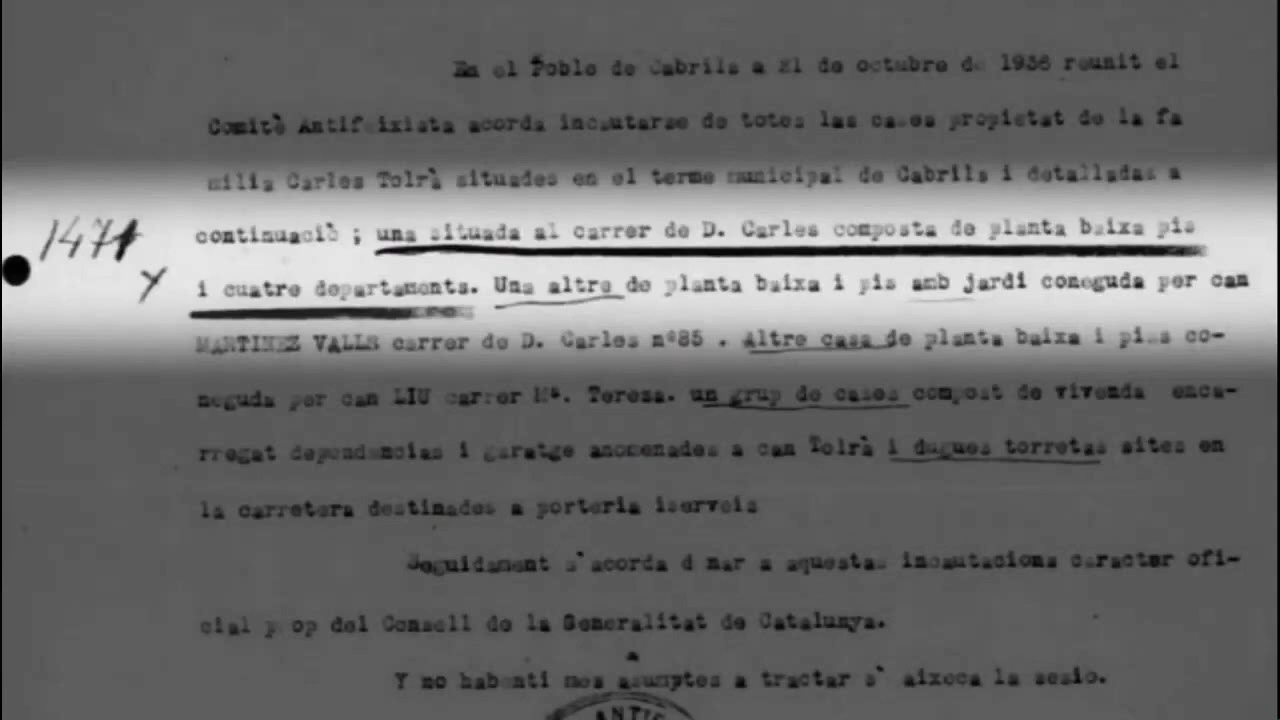 En el Poble de Cabrils a 21 de octubre de 1936 reunit el
Comitè Antifeixista acorda incautarse de totes las cases propietat de la fa
milia Carles Tolrà situades en el terme municipal de Cabrils i detalladas a
1471 continuaciò ; una situada al carrer de D. Carles composta de planta baixa pis
Y i cuatre departaments. Una altre de planta baixa i pis amb jardi coneguda per can
MARTINEZ VALLS carrer de D. Carles nº85 . Altre casa de planta baixa i pis co-
neguda per can LIU carrer Mª. Teresa. un grup de cases compost de vivenda enca-
rregat dependencias i garatge anomenades a can Tolrà i dugues torretas sites en
la carretera destinades a porteria iserveis
Seguidament s'acorda d nar a aquestas incautacions caracter ofi-
cial p op del Consell de la Generalitat de Catalunya.
Y no habenti mes asumptes a tractar s' aixeca la sesio.
ANTIF